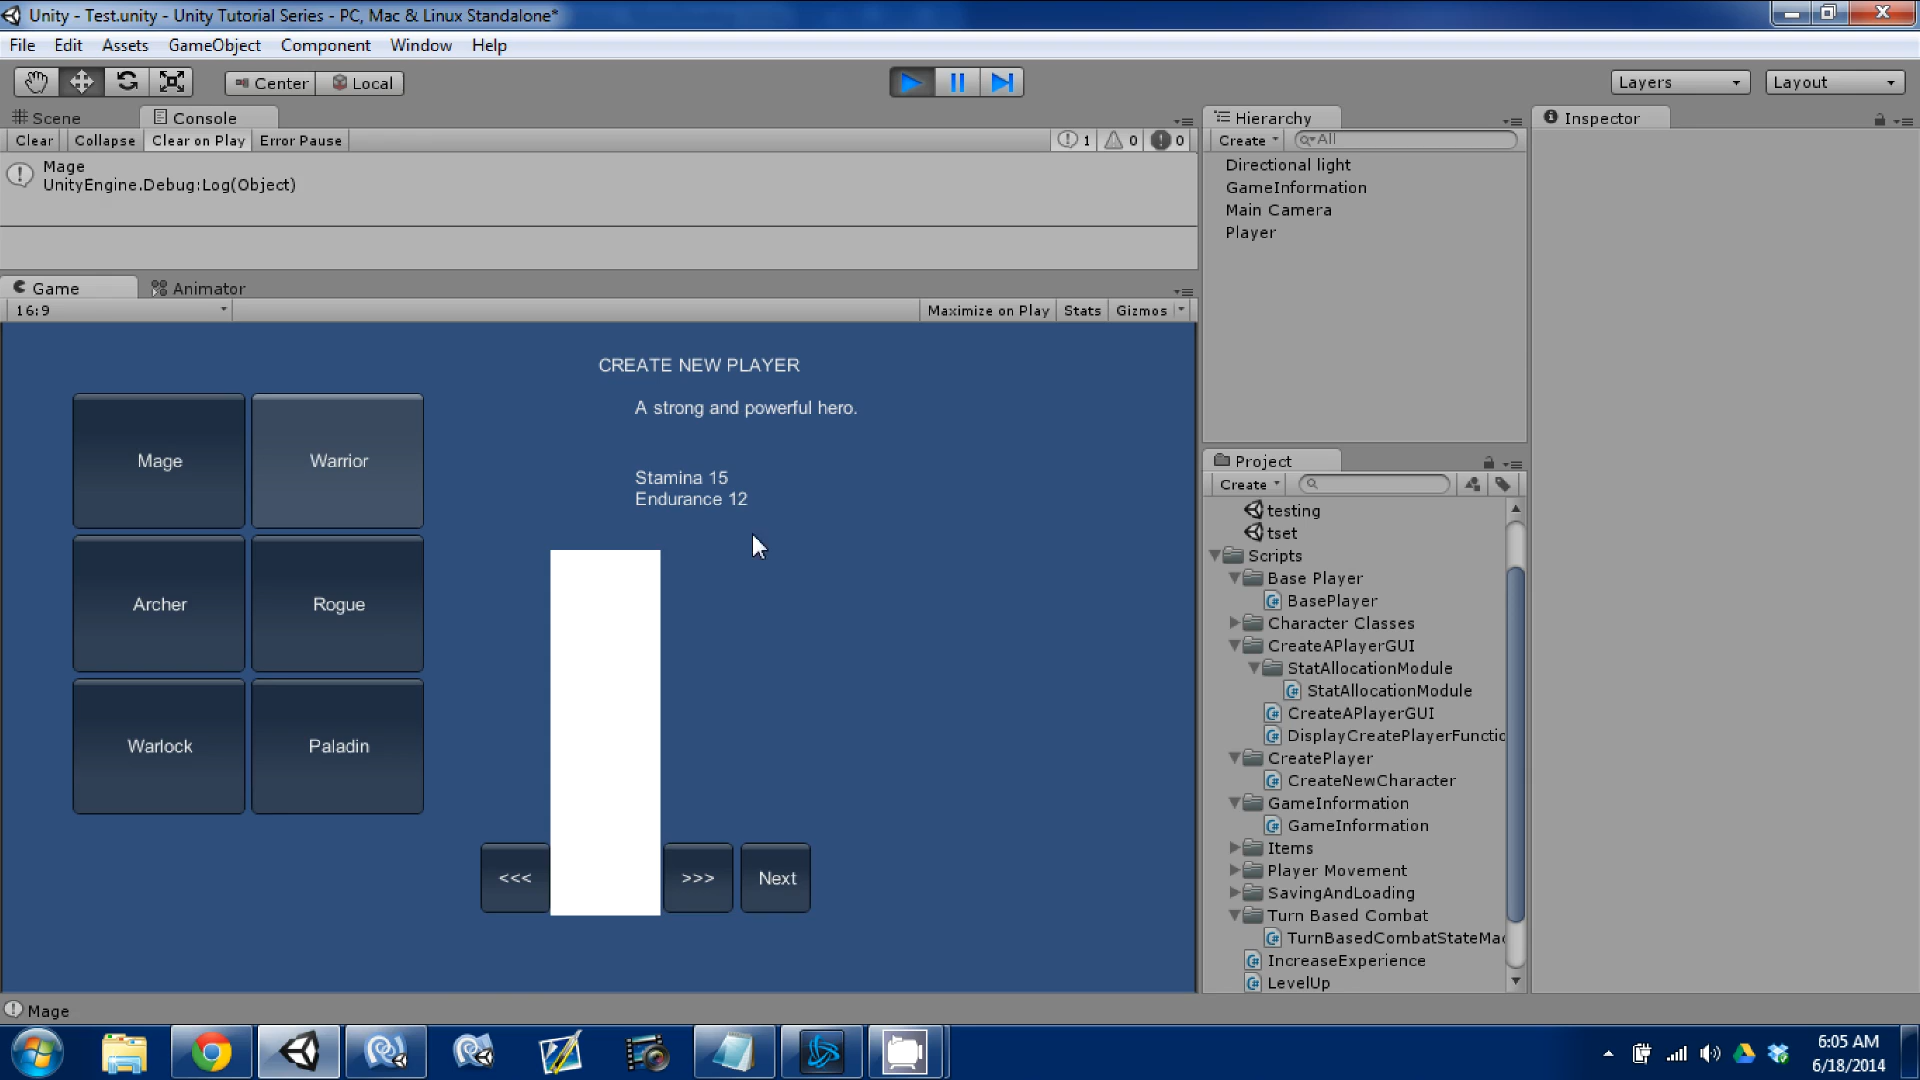 Unity - Test.unity - Unity Tutorial Series - PC, Mac & Linux Standalone*
File Edit Assets GameObject Component Window Help
Center Local Layers Layout
Scene Console
Clear Collapse Clear on Play Error Pause 1 0 0
Mage
UnityEngine.Debug:Log(Object)
Game Animator
16:9 Maximize on Play Stats Gizmos
CREATE NEW PLAYER
A strong and powerful hero.
Mage Warrior
Stamina 15
Endurance 12
Archer Rogue
Warlock Paladin
<<< >>> Next
Hierarchy
Create All
Directional light
GameInformation
Main Camera
Player
Project
Create
testing
tset
Scripts
Base Player
BasePlayer
Character Classes
CreateAPlayerGUI
StatAllocationModule
StatAllocationModule
CreateAPlayerGUI
DisplayCreatePlayerFunctio
CreatePlayer
CreateNewCharacter
GameInformation
GameInformation
Items
Player Movement
SavingAndLoading
Turn Based Combat
TurnBasedCombatStateMac
IncreaseExperience
LevelUp
Inspector
Mage
6:05 AM
6/18/2014